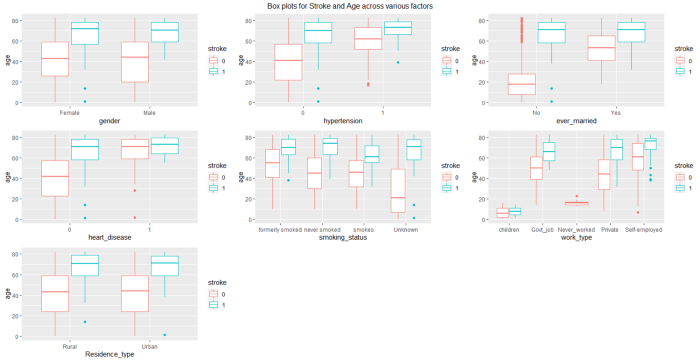 Box plots for Stroke and Age across various factors
80
60
40
20
0
age
Female Male
gender
stroke
0
1
80
60
40
20
0
age
0 1
hypertension
stroke
0
1
80
60
40
20
0
age
No Yes
ever_married
stroke
0
1
80
60
40
20
0
age
0 1
heart_disease
stroke
0
1
80
60
40
20
0
age
formerly smoked never smoked smokes Unknown
smoking_status
stroke
0
1
80
60
40
20
0
age
children Govt_job Never_worked Private Self-employed
work_type
stroke
0
1
80
60
40
20
0
age
Rural Urban
Residence_type
stroke
0
1